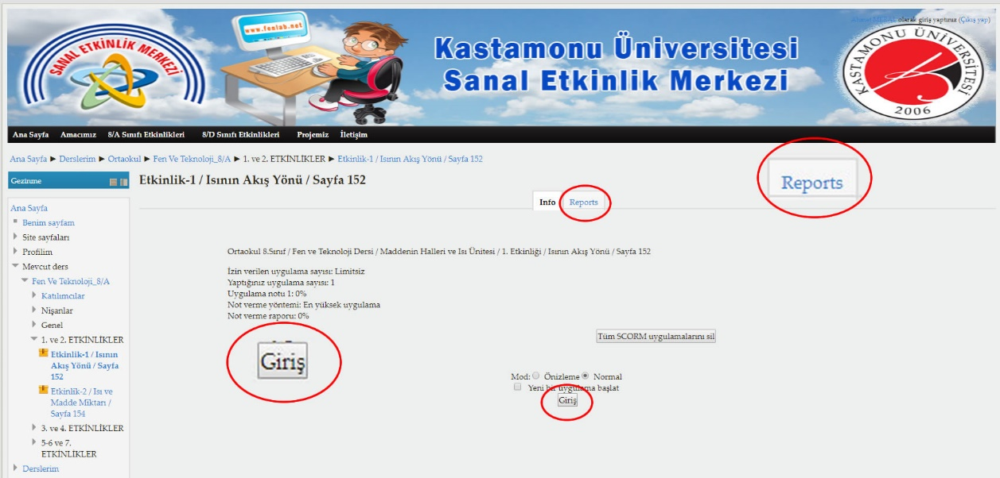 olarak giriş yaptınız (Çıkış yap)
SANAL ETKİNLİK MERKEZİ
www.fenlab.net
Kastamonu Üniversitesi
Sanal Etkinlik Merkezi
KASTAMONU ÜNİVERSİTESİ
2006
Ana Sayfa Amacımız 8/A Sınıfı Etkinlikleri 8/D Sınıfı Etkinlikleri Projemiz İletişim
Ana Sayfa ► Derslerim ► Ortaokul ► Fen Ve Teknoloji_8/A ► 1. ve 2. ETKİNLİKLER ► Etkinlik-1 / Isının Akış Yönü / Sayfa 152
Reports
Gezinme
Etkinlik-1 / Isının Akış Yönü / Sayfa 152
Info Reports
Ana Sayfa
Benim sayfam
Site sayfaları
Profilim
Mevcut ders
Fen Ve Teknoloji_8/A
Katılımcılar
Nişanlar
Genel
1. ve 2. ETKİNLİKLER
Etkinlik-1 / Isının
Akış Yönü / Sayfa
152
Etkinlik-2 / Isı ve
Madde Miktarı /
Sayfa 154
3. ve 4. ETKİNLİKLER
5-6 ve 7.
ETKİNLİKLER
Derslerim
Ortaokul 8.Sınıf / Fen ve Teknoloji Dersi / Maddenin Halleri ve Isı Ünitesi / 1. Etkinliği / Isının Akış Yönü / Sayfa 152
İzin verilen uygulama sayısı: Limitsiz
Yaptığınız uygulama sayısı: 1
Uygulama notu 1: 0%
Not verme yöntemi: En yüksek uygulama
Not verme raporu: 0%
Tüm SCORM uygulamalarını sil
Giriş
Mod: Önizleme Normal
Yeni bir uygulama başlat
Giriş